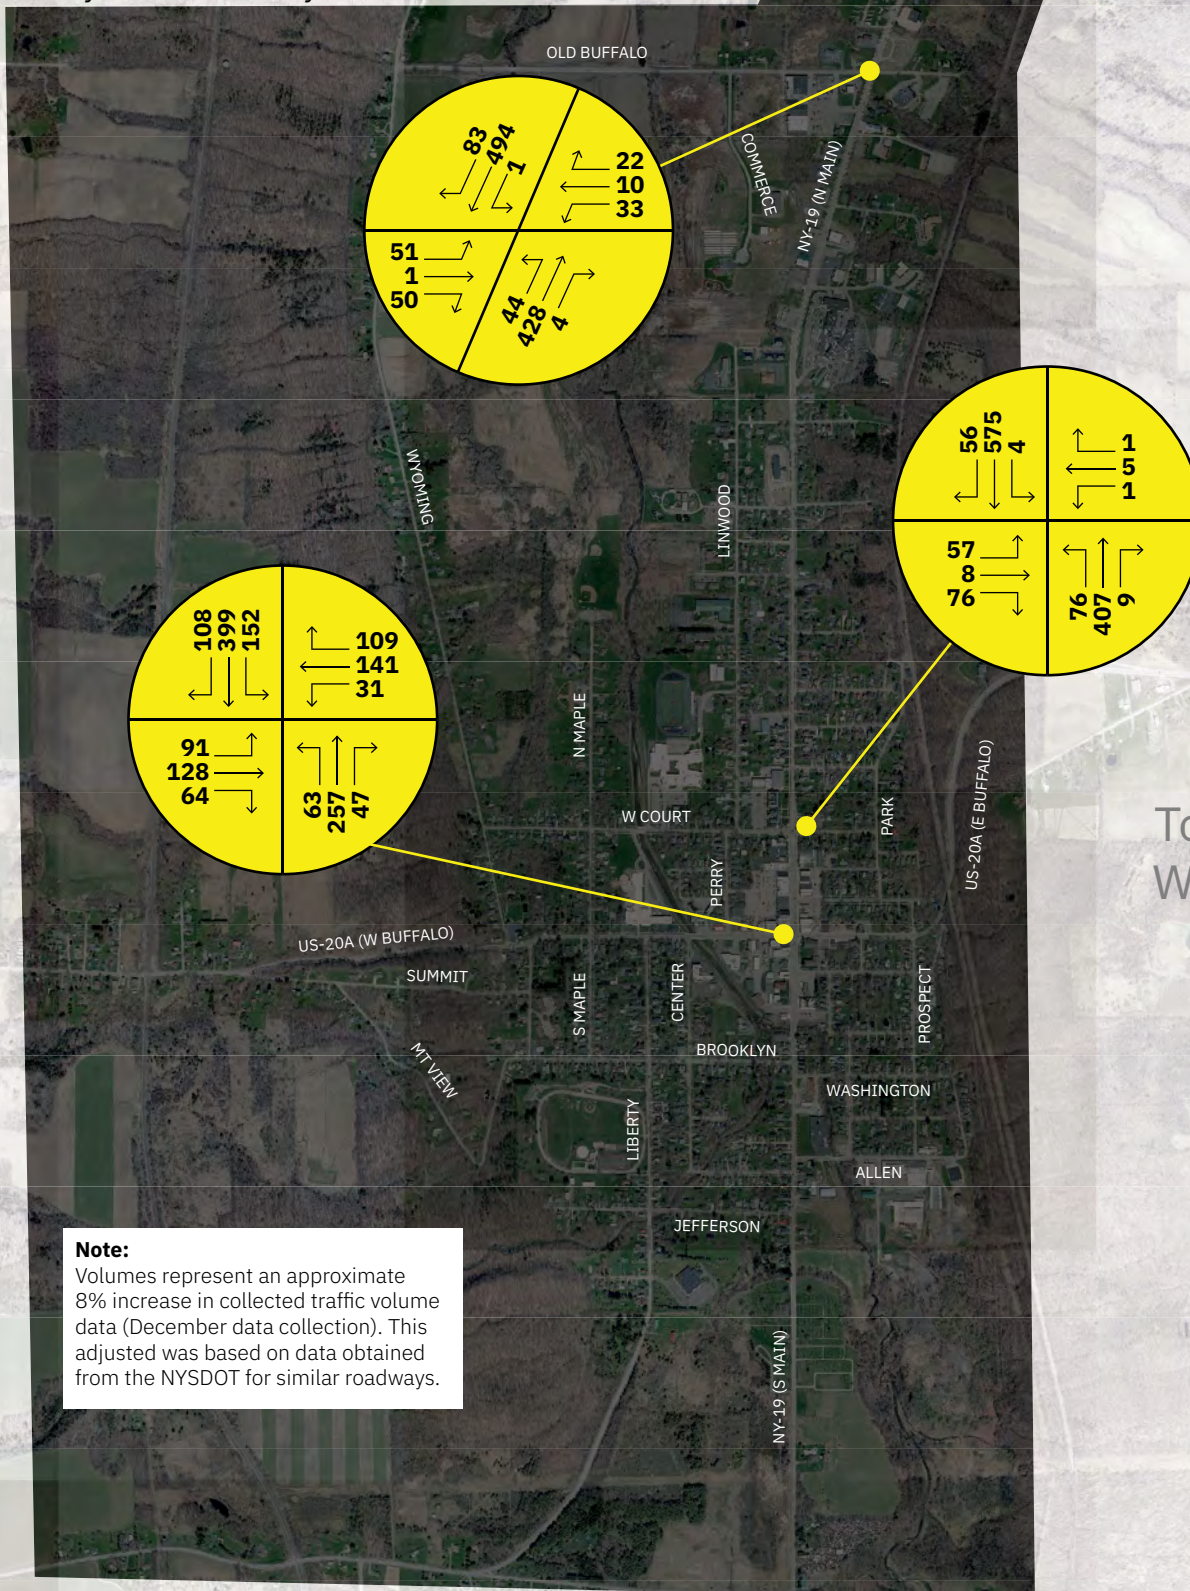 OLD BUFFALO
COMMERCE
NY-19 (N MAIN)
83
494
1
22
10
33
51
1
50
44
428
4
WYOMING
LINWOOD
56
575
4
1
5
1
57
8
76
76
407
9
108
399
152
109
141
31
91
128
64
63
257
47
N MAPLE
W COURT
PARK
US-20A (E BUFFALO)
PERRY
To
W
US-20A (W BUFFALO)
SUMMIT
S MAPLE
CENTER
PROSPECT
BROOKLYN
MT VIEW
WASHINGTON
LIBERTY
ALLEN
JEFFERSON
NY-19 (S MAIN)
Note:
Volumes represent an approximate
8% increase in collected traffic volume
data (December data collection). This
adjusted was based on data obtained
from the NYSDOT for similar roadways.